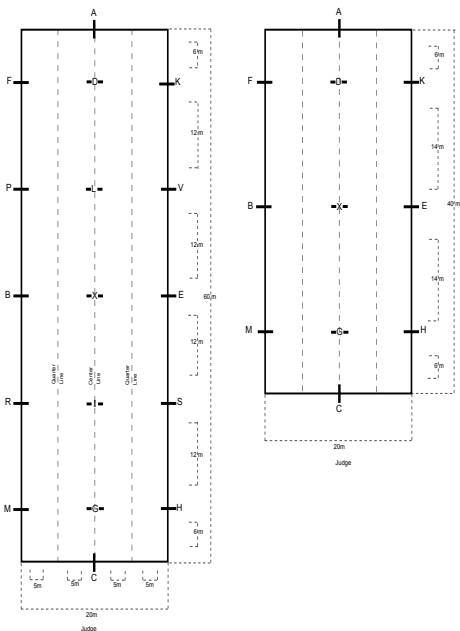 A
6m
F
D
K
12m
P
L
V
12m
B
X
E
60m
Quarter
Line
Center
Line
Quarter
Line
12m
R
I
S
12m
M
G
H
6m
C
5m
5m
5m
5m
20m
Judge
A
6m
F
D
K
14m
B
X
E
40m
14m
M
G
H
6m
C
20m
Judge